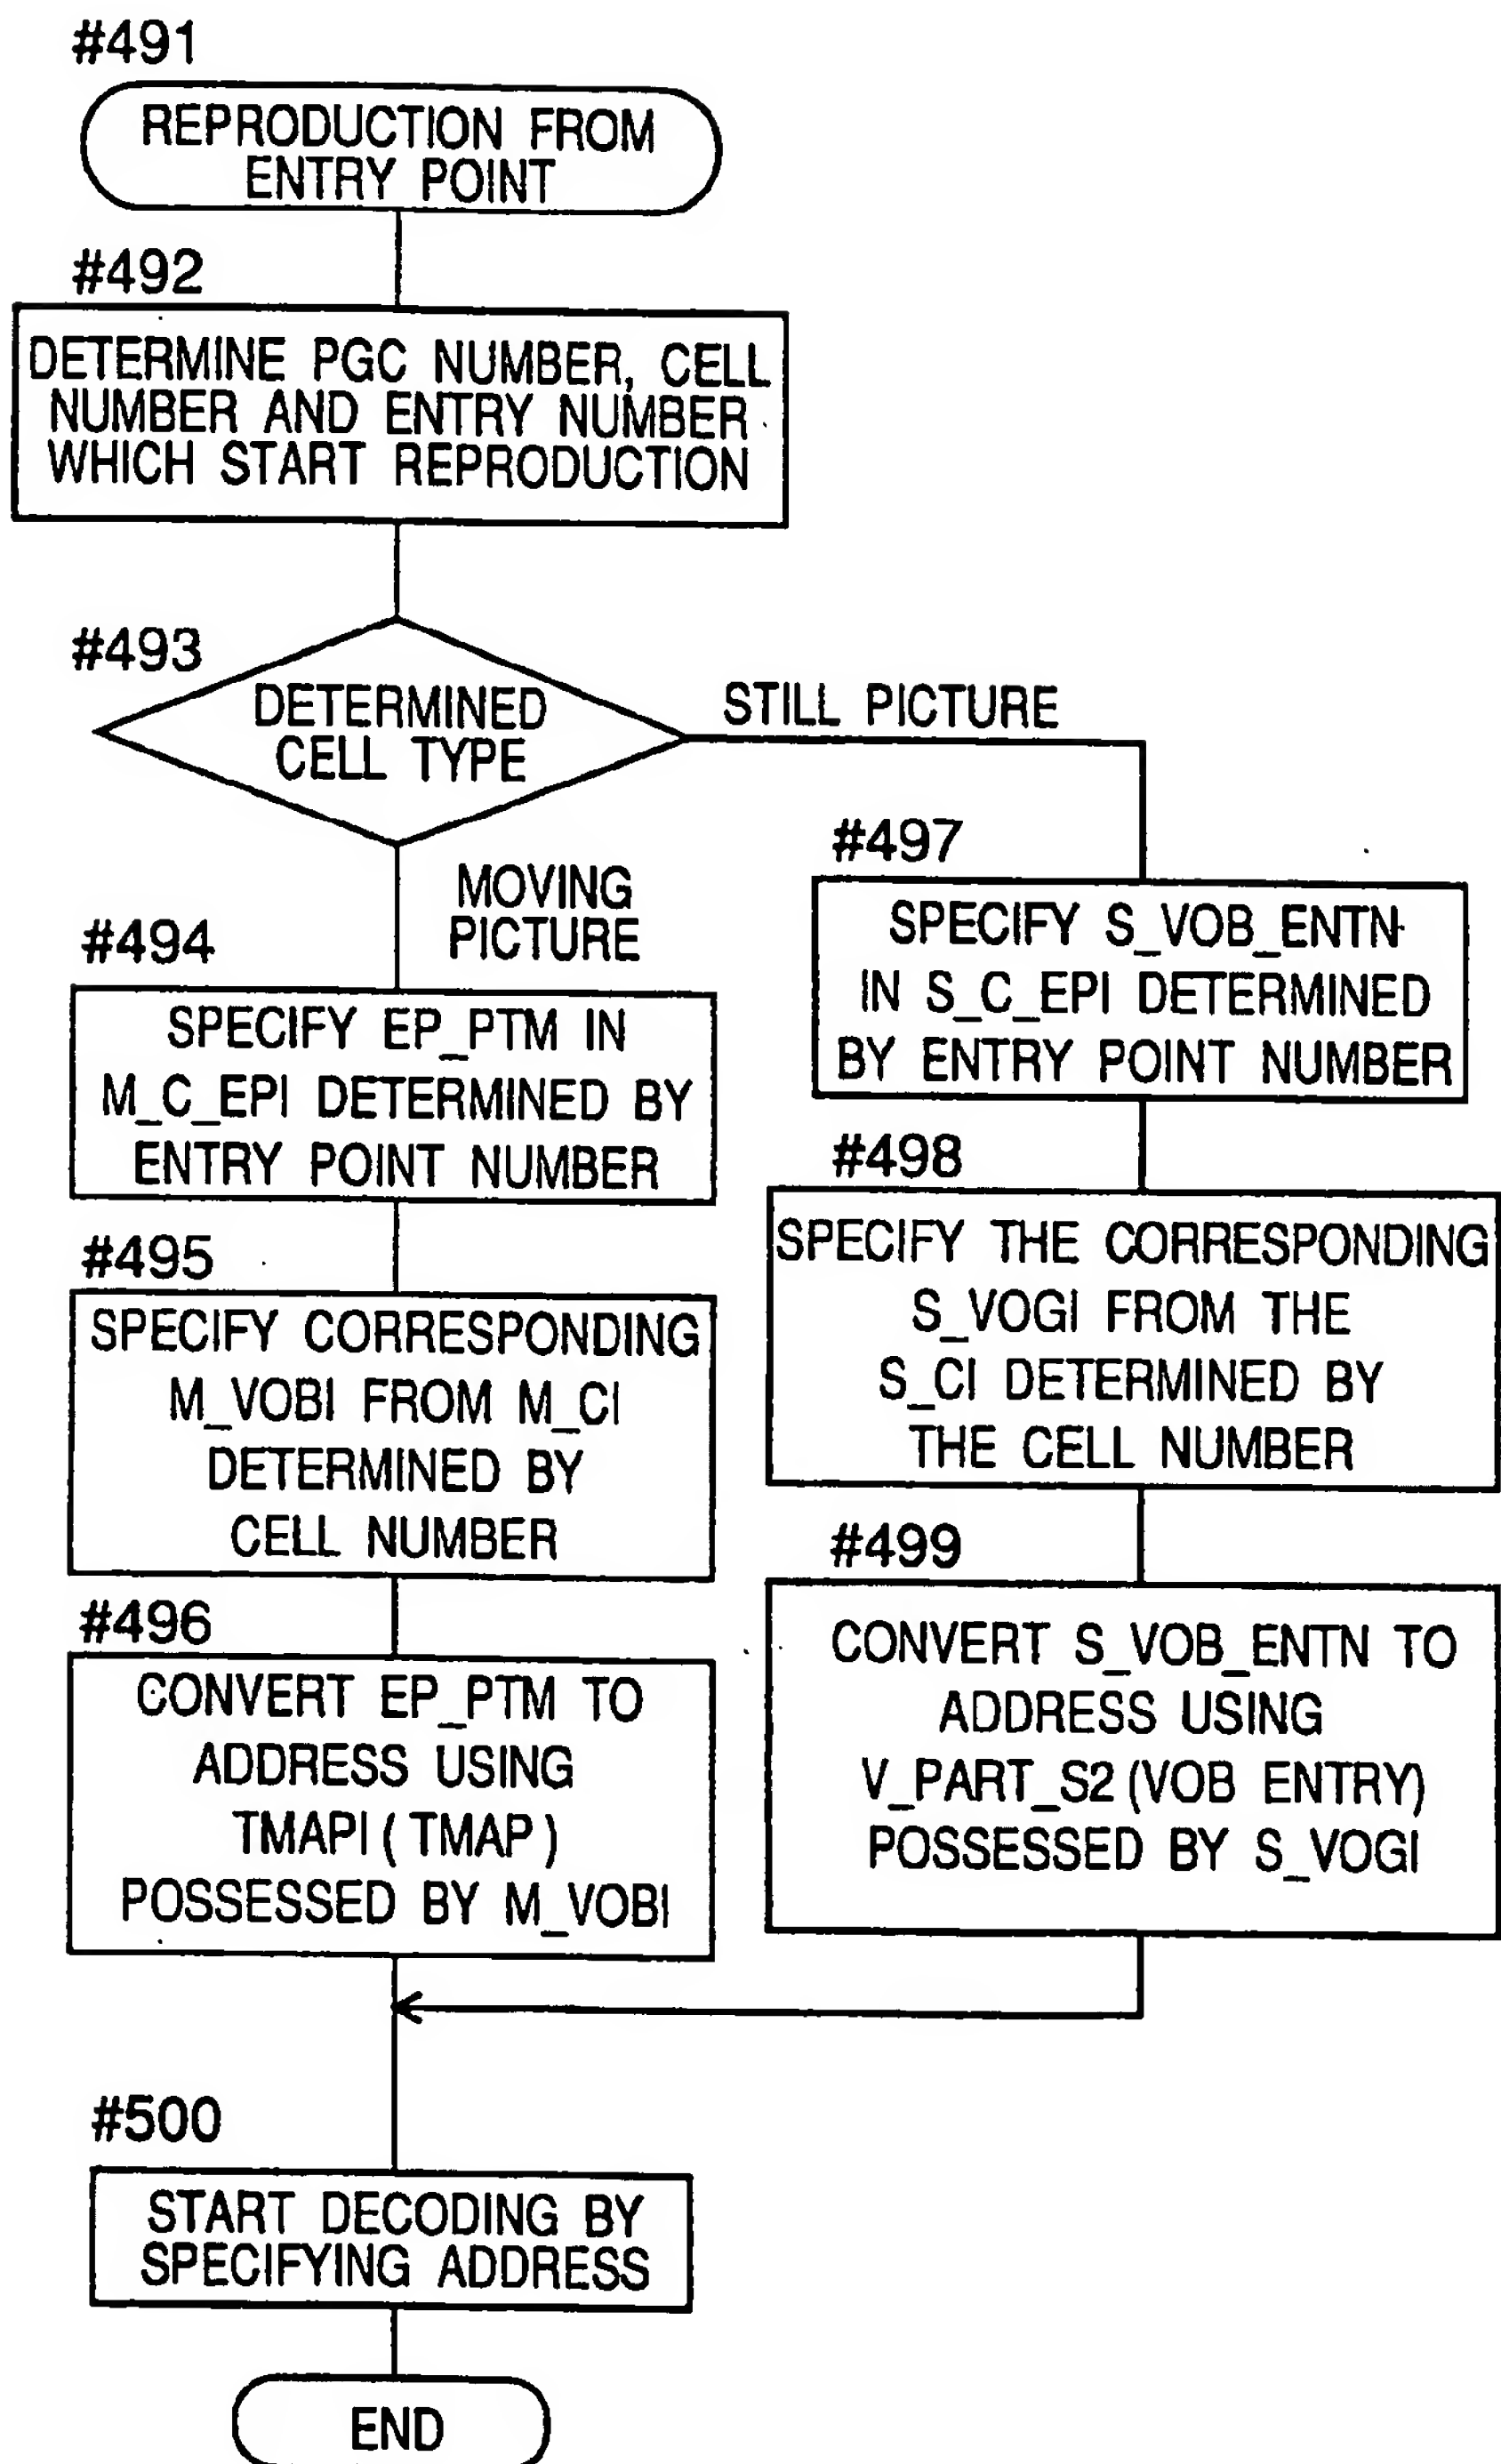 #491
REPRODUCTION FROM
ENTRY POINT
#492
DETERMINE PGC NUMBER, CELL
NUMBER AND ENTRY NUMBER
WHICH START REPRODUCTION
#493
DETERMINED
CELL TYPE
STILL PICTURE
MOVING
PICTURE
#494
SPECIFY EP_PTM IN
M_C_EPI DETERMINED BY
ENTRY POINT NUMBER
#495
SPECIFY CORRESPONDING
M_VOBI FROM M_CI
DETERMINED BY
CELL NUMBER
#496
CONVERT EP_PTM TO
ADDRESS USING
TMAPI (TMAP)
POSSESSED BY M_VOBI
#497
SPECIFY S_VOB_ENTN
IN S_C_EPI DETERMINED
BY ENTRY POINT NUMBER
#498
SPECIFY THE CORRESPONDING
S_VOGI FROM THE
S_CI DETERMINED BY
THE CELL NUMBER
#499
CONVERT S_VOB_ENTN TO
ADDRESS USING
V_PART_S2 (VOB ENTRY)
POSSESSED BY S_VOGI
#500
START DECODING BY
SPECIFYING ADDRESS
END